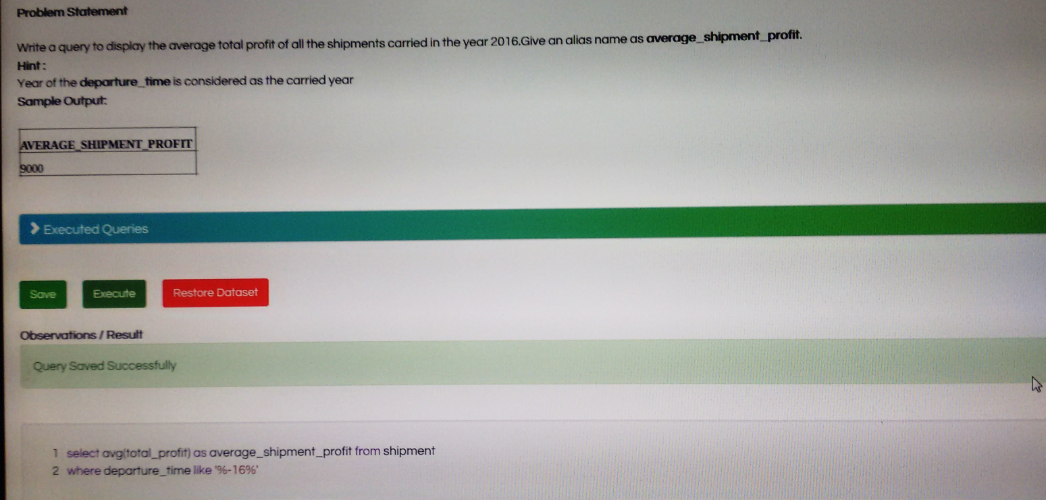 Problem Statement
Write a query to display the average total profit of all the shipments carried in the year 2016.Give an alias name as average_shipment_profit.
Hint :
Year of the departure_time is considered as the carried year
Sample Output:
AVERAGE_SHIPMENT_PROFIT
9000
Executed Queries
Save Execute Restore Dataset
Observations / Result
Query Saved Successfully
1 select avg(total_profit) as average_shipment_profit from shipment
2 where departure_time like '%-16%'